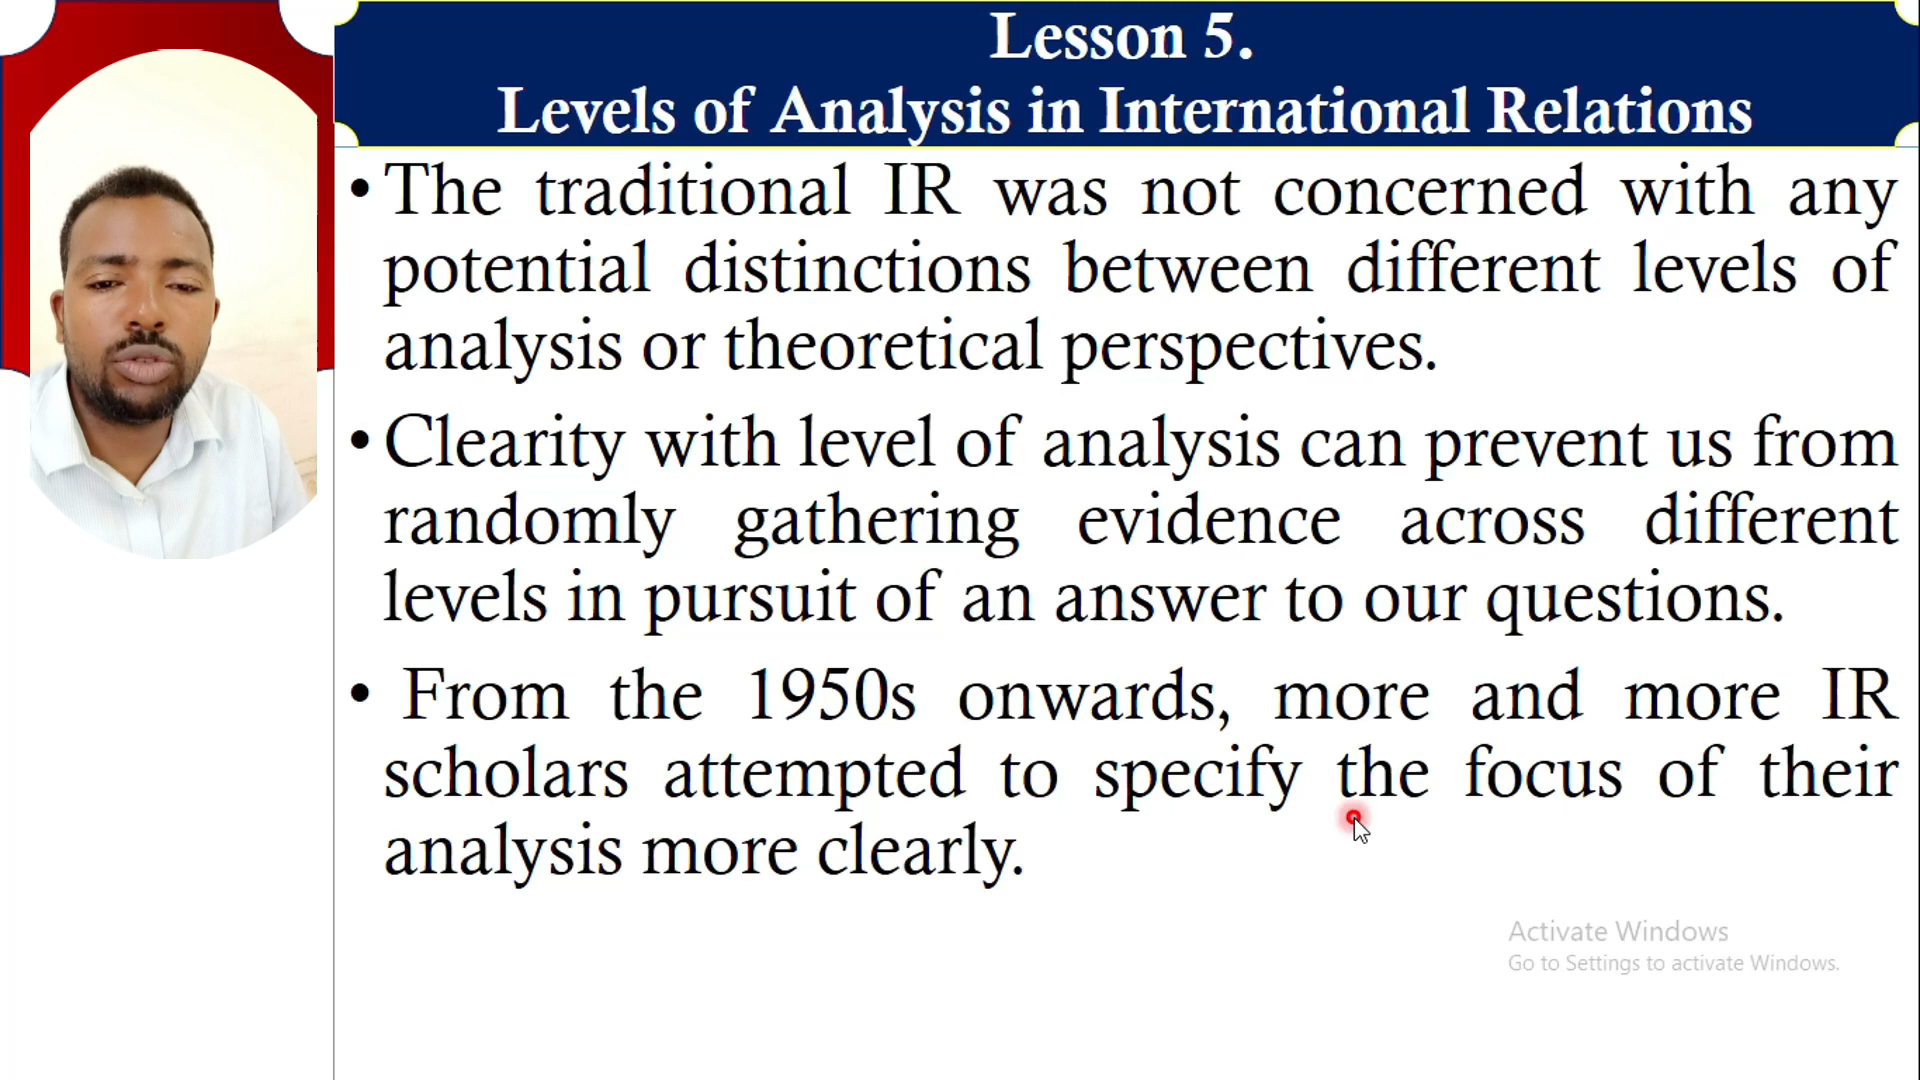 Lesson 5.
Levels of Analysis in International Relations
• The traditional IR was not concerned with any
potential distinctions between different levels of
analysis or theoretical perspectives.
• Clearity with level of analysis can prevent us from
randomly gathering evidence across different
levels in pursuit of an answer to our questions.
• From the 1950s onwards, more and more IR
scholars attempted to specify the focus of their
analysis more clearly.
Activate Windows
Go to Settings to activate Windows.